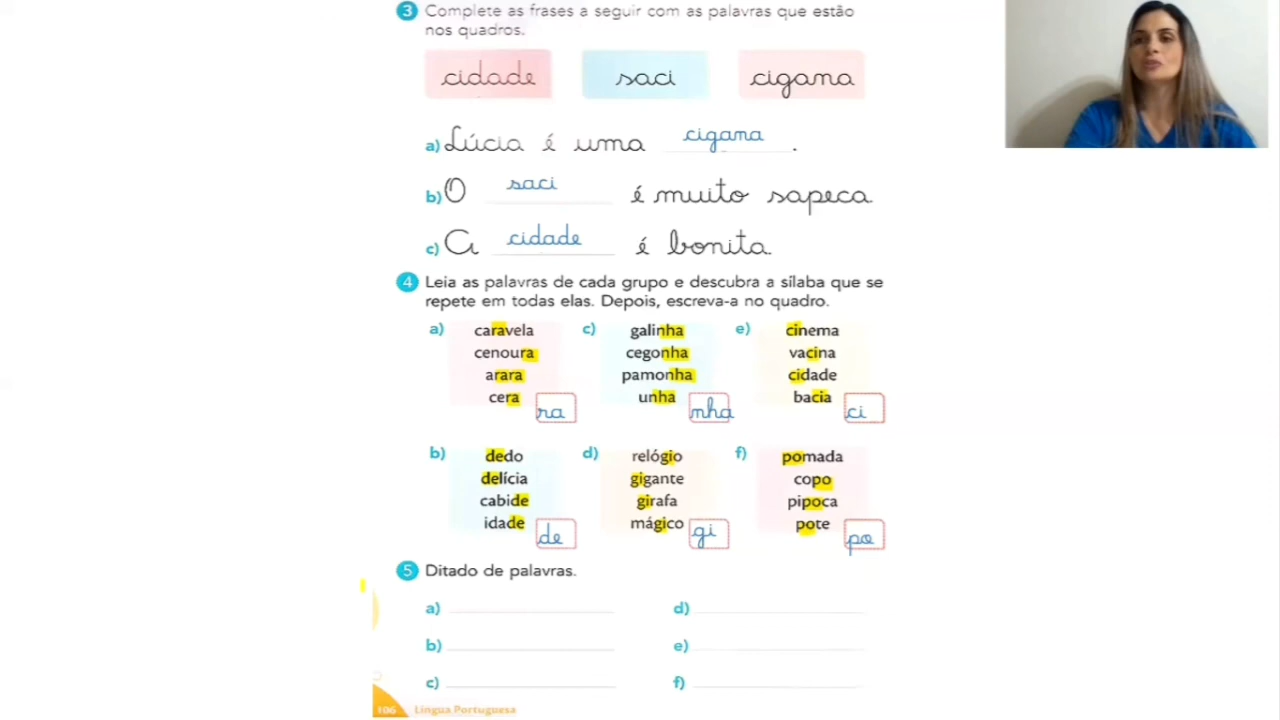 3 Complete as frases a seguir com as palavras que estão
nos quadros.
cidade saci cigana
a) Lúcia é uma cigana.
b) O saci é muito sapeca.
c) A cidade é bonita.
4 Leia as palavras de cada grupo e descubra a sílaba que se
repete em todas elas. Depois, escreva-a no quadro.
a) caravela
cenoura
arara
cera
ra
c) galinha
cegonha
pamonha
unha
nha
e) cinema
vacina
cidade
bacia
ci
b) dedo
delícia
cabide
idade
de
d) relógio
gigante
girafa
mágico
gi
f) pomada
copo
pipoca
pote
po
5 Ditado de palavras.
a) d)
b) e)
c) f)
106 Língua Portuguesa